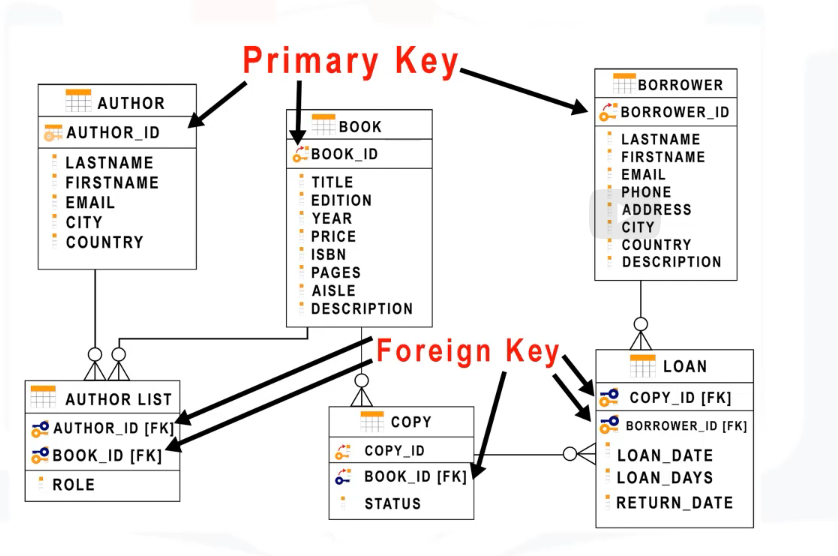 Primary Key
AUTHOR
AUTHOR_ID
LASTNAME
FIRSTNAME
EMAIL
CITY
COUNTRY
BOOK
BOOK_ID
TITLE
EDITION
YEAR
PRICE
ISBN
PAGES
AISLE
DESCRIPTION
BORROWER
BORROWER_ID
LASTNAME
FIRSTNAME
EMAIL
PHONE
ADDRESS
CITY
COUNTRY
DESCRIPTION
Foreign Key
AUTHOR LIST
AUTHOR_ID [FK]
BOOK_ID [FK]
ROLE
COPY
COPY_ID
BOOK_ID [FK]
STATUS
LOAN
COPY_ID [FK]
BORROWER_ID [FK]
LOAN_DATE
LOAN_DAYS
RETURN_DATE